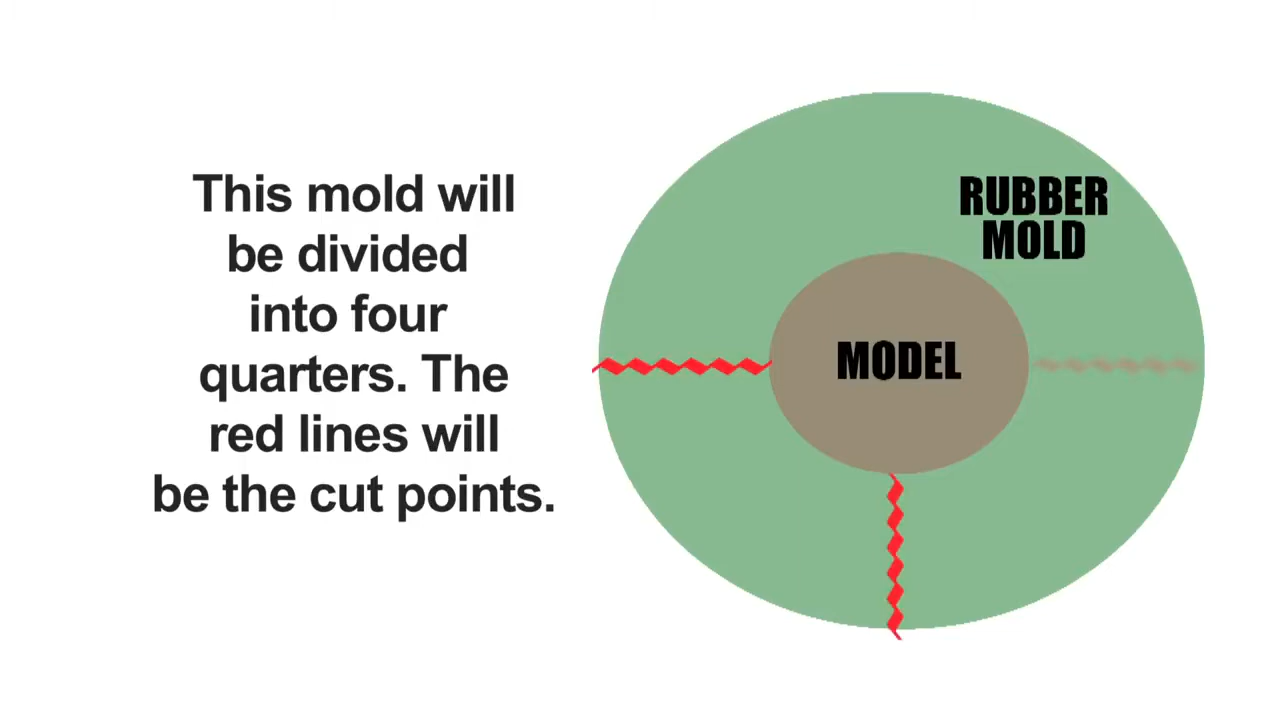 This mold will
be divided
into four
quarters. The
red lines will
be the cut points.
RUBBER
MOLD
MODEL